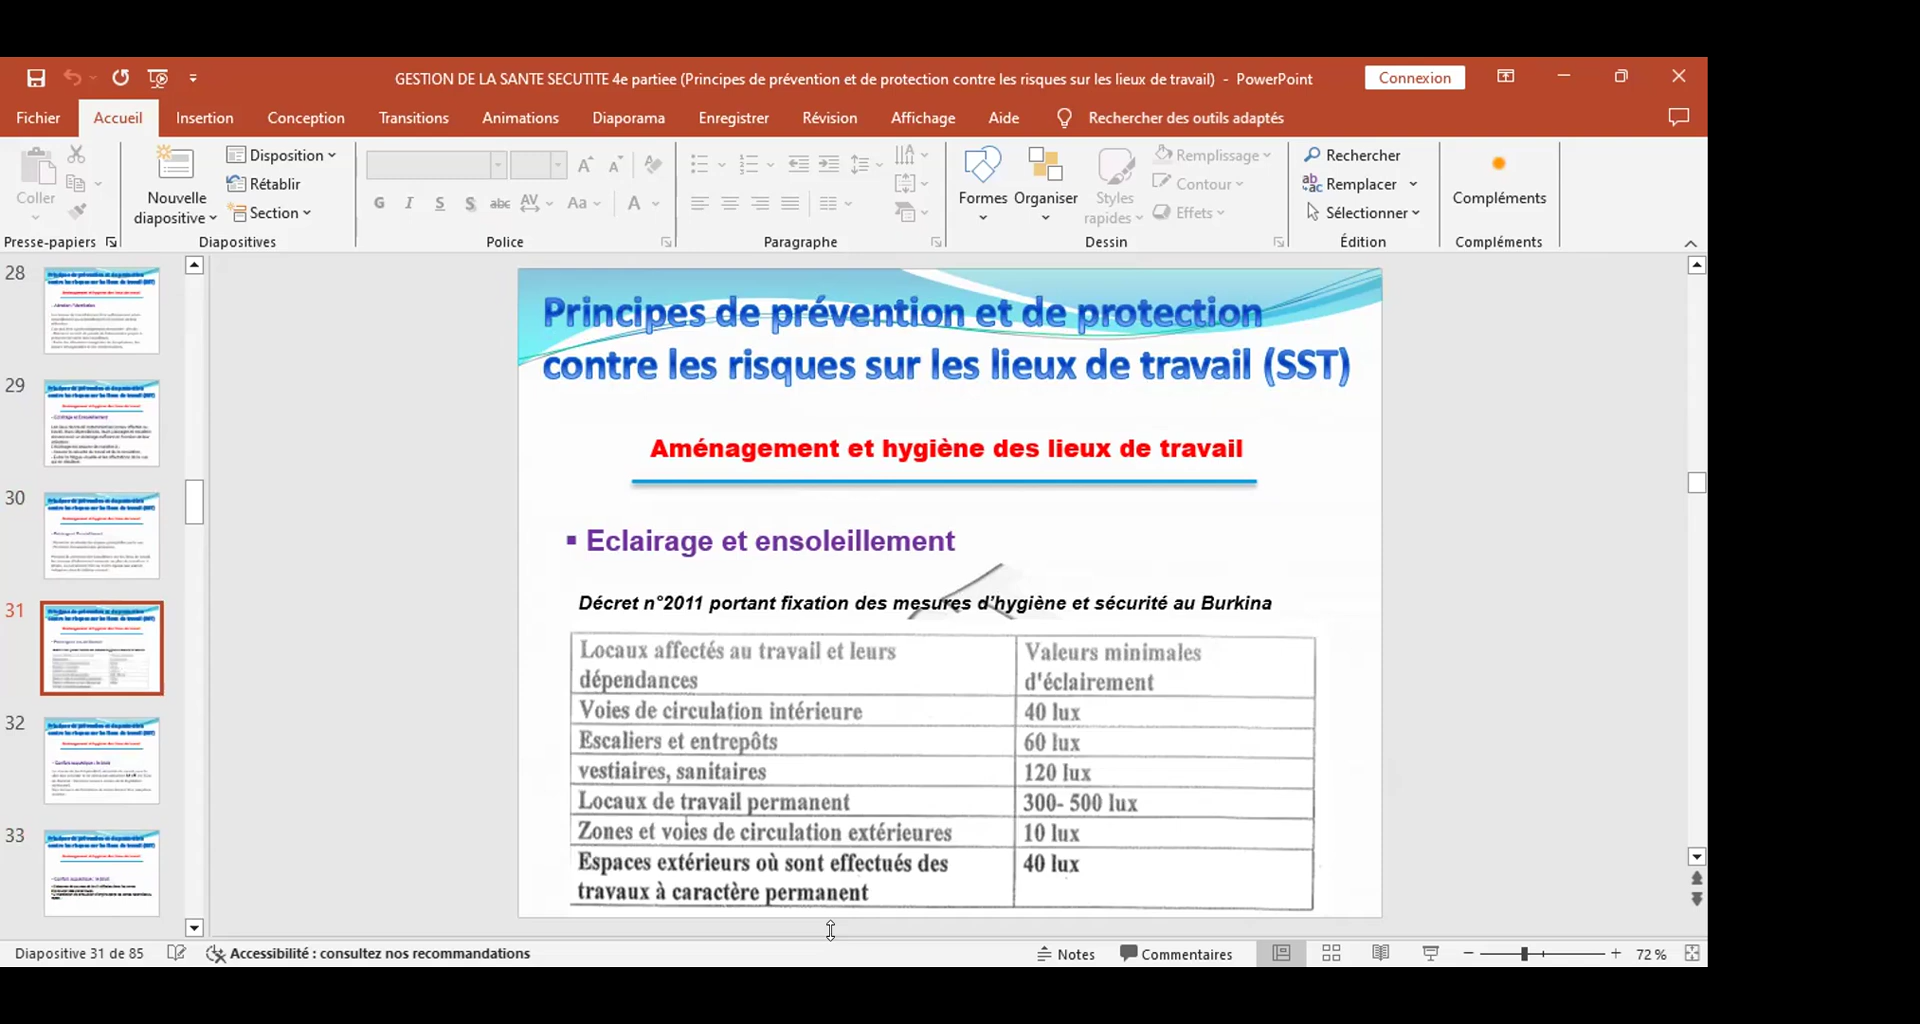 GESTION DE LA SANTE SECUTITE 4e partiee (Principes de prévention et de protection contre les risques sur les lieux de travail) - PowerPoint
Connexion
Fichier Accueil Insertion Conception Transitions Animations Diaporama Enregistrer Révision Affichage Aide Rechercher des outils adaptés
Coller
Nouvelle diapositive
Disposition
Rétablir
Section
G I S S abc AV Aa A
Formes
Organiser
Styles rapides
Remplissage
Contour
Effets
Rechercher
Remplacer
Sélectionner
Compléments
Presse-papiers Diapositives Police Paragraphe Dessin Édition Compléments
28
29
30
31
32
33
Principes de prévention et de protection
contre les risques sur les lieux de travail (SST)
Aménagement et hygiène des lieux de travail
▪ Eclairage et ensoleillement
Décret n°2011 portant fixation des mesures d'hygiène et sécurité au Burkina
Locaux affectés au travail et leurs dépendances Valeurs minimales d'éclairement
Voies de circulation intérieure 40 lux
Escaliers et entrepôts 60 lux
vestiaires, sanitaires 120 lux
Locaux de travail permanent 300- 500 lux
Zones et voies de circulation extérieures 10 lux
Espaces extérieurs où sont effectués des travaux à caractère permanent 40 lux
Diapositive 31 de 85 Accessibilité : consultez nos recommandations Notes Commentaires 72 %